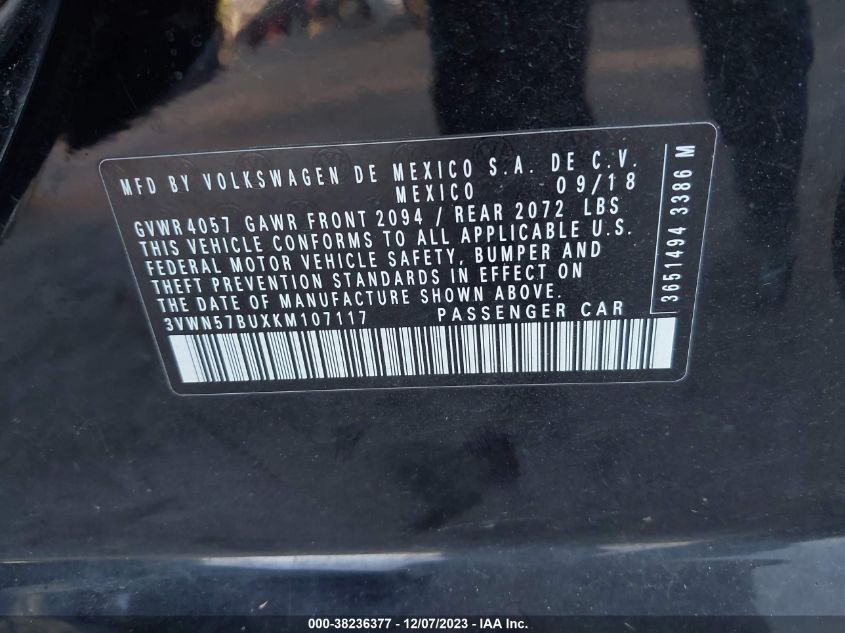 MFD BY VOLKSWAGEN DE MEXICO S.A. DE C.V.
MEXICO 09/18
GVWR4057 GAWR FRONT 2094 / REAR 2072 LBS
THIS VEHICLE CONFORMS TO ALL APPLICABLE U.S.
FEDERAL MOTOR VEHICLE SAFETY, BUMPER AND
THEFT PREVENTION STANDARDS IN EFFECT ON
THE DATE OF MANUFACTURE SHOWN ABOVE.
3VWN57BUXKM107117 PASSENGER CAR
3651494 3386 M
000-38236377 - 12/07/2023 - IAA Inc.